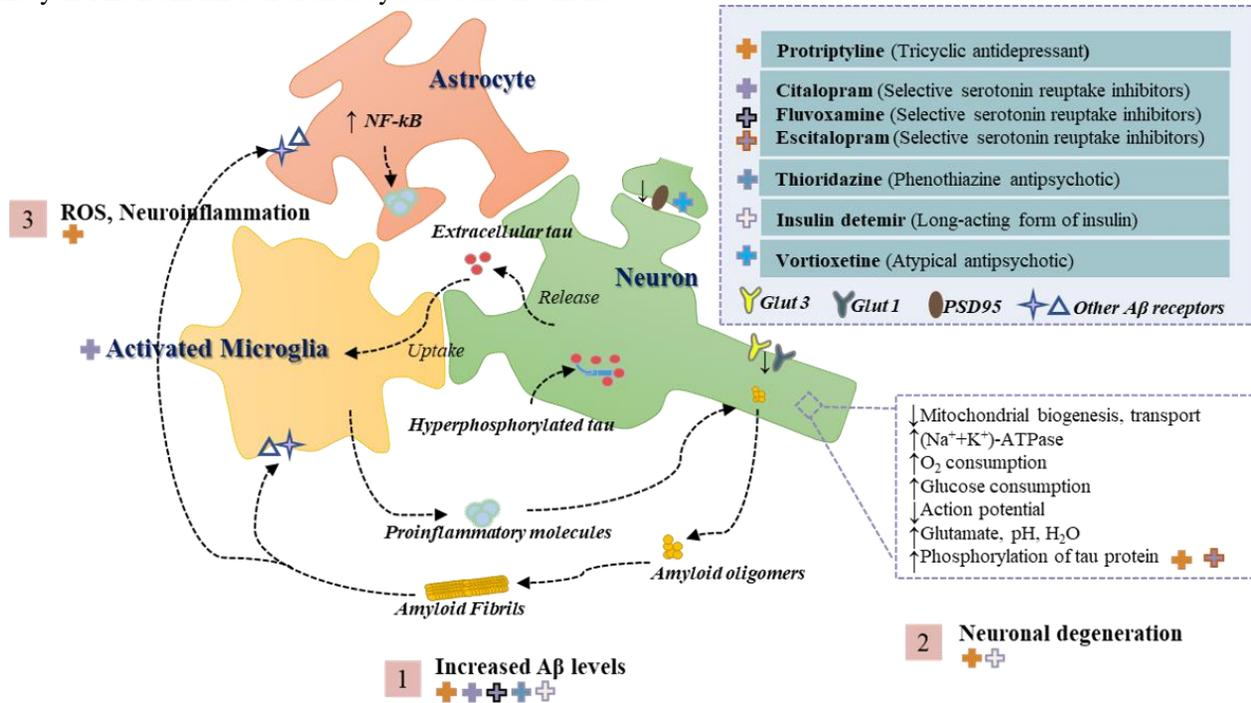 Astrocyte
↑ NF-kB
3 ROS, Neuroinflammation
Extracellular tau
Release
Neuron
Activated Microglia
Uptake
Hyperphosphorylated tau
Proinflammatory molecules
Amyloid oligomers
Amyloid Fibrils
1 Increased Aβ levels
2 Neuronal degeneration
Protriptyline (Tricyclic antidepressant)
Citalopram (Selective serotonin reuptake inhibitors)
Fluvoxamine (Selective serotonin reuptake inhibitors)
Escitalopram (Selective serotonin reuptake inhibitors)
Thioridazine (Phenothiazine antipsychotic)
Insulin detemir (Long-acting form of insulin)
Vortioxetine (Atypical antipsychotic)
Glut 3 Glut 1 PSD95 Other Aβ receptors
↓Mitochondrial biogenesis, transport
↑(Na⁺+K⁺)-ATPase
↑O₂ consumption
↑Glucose consumption
↓Action potential
↑Glutamate, pH, H₂O
↑Phosphorylation of tau protein